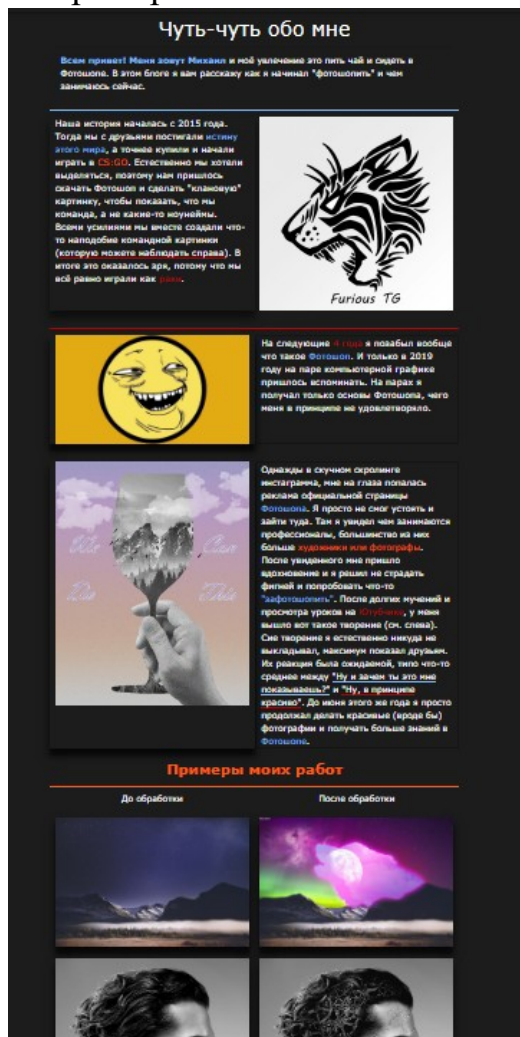 Чуть-чуть обо мне
Всем привет! Меня зовут Михаил и моё увлечение это пить чай и сидеть в
Фотошопе. В этом блоге я вам расскажу как я начинал "фотошопить" и чем
занимаюсь сейчас.
Наша история началась с 2015 года.
Тогда мы с друзьями постигали истину
этого мира, а точнее купили и начали
играть в CS:GO. Естественно мы хотели
выделяться, поэтому нам пришлось
скачать Фотошоп и сделать "клановую"
картинку, чтобы показать, что мы
команда, а не какие-то ноунеймы.
Всеми усилиями мы вместе создали что-
то наподобие командной картинки
(которую можете наблюдать справа). В
итоге это оказалось зря, потому что мы
всё равно играли как раки.
Furious TG
На следующие 4 года я позабыл вообще
что такое Фотошоп. И только в 2019
году на паре компьютерной графике
пришлось вспоминать. На парах я
получал только основы Фотошопа, чего
меня в принципе не удовлетворяло.
Однажды в скучном скролинге
инстаграмма, мне на глаза попалась
реклама официальной страницы
Фотошопа. Я просто не смог устоять и
зайти туда. Там я увидел чем занимаются
профессионалы, большинство из них
больше художники или фотографы.
После увиденного мне пришло
вдохновение и я решил не страдать
фигней и попробовать что-то
"зафотошопить". После долгих мучений и
просмотра уроков на Ютубчике, у меня
вышло вот такое творение (см. слева).
Сие творение я естественно никуда не
выкладывал, максимум показал друзьям.
Их реакция была ожидаемой, типо что-то
среднее между "Ну и зачем ты это мне
показываешь?" и "Ну, в принципе
красиво". До июня этого же года я просто
продолжал делать красивые (вроде бы)
фотографии и получать больше знаний в
Фотошопе.
Примеры моих работ
До обработки
После обработки